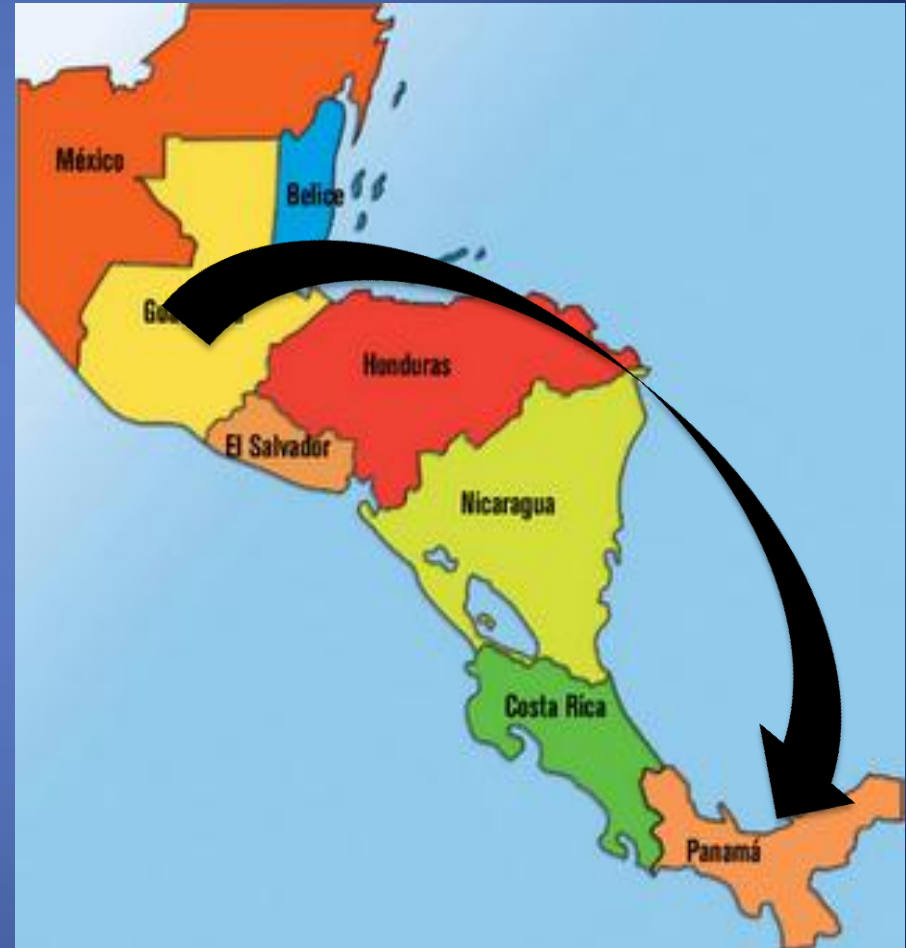 México
Belice
Honduras
El Salvador
Nicaragua
Costa Rica
Panamá